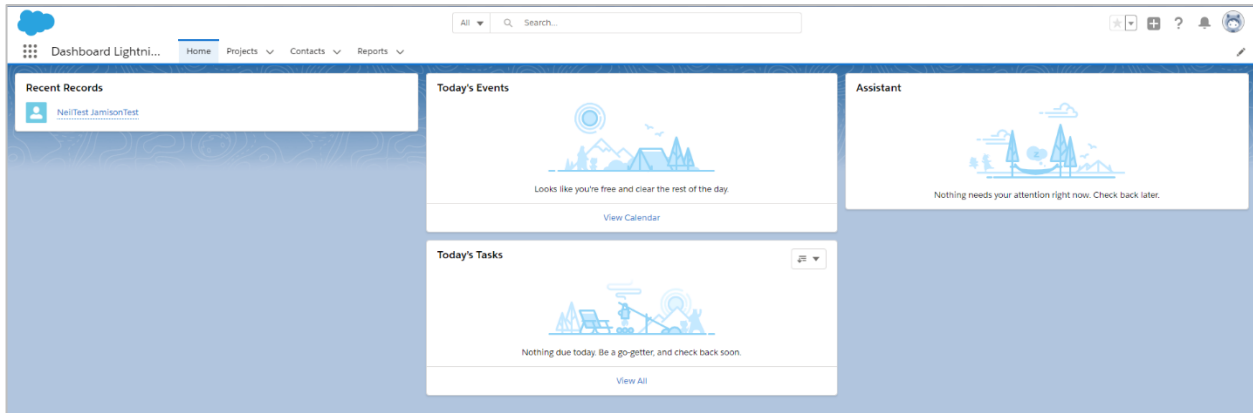 All
Search...
Dashboard Lightni...
Home
Projects
Contacts
Reports
Recent Records
NeilTest JamisonTest
Today's Events
Looks like you're free and clear the rest of the day.
View Calendar
Today's Tasks
Nothing due today. Be a go-getter, and check back soon.
View All
Assistant
Nothing needs your attention right now. Check back later.